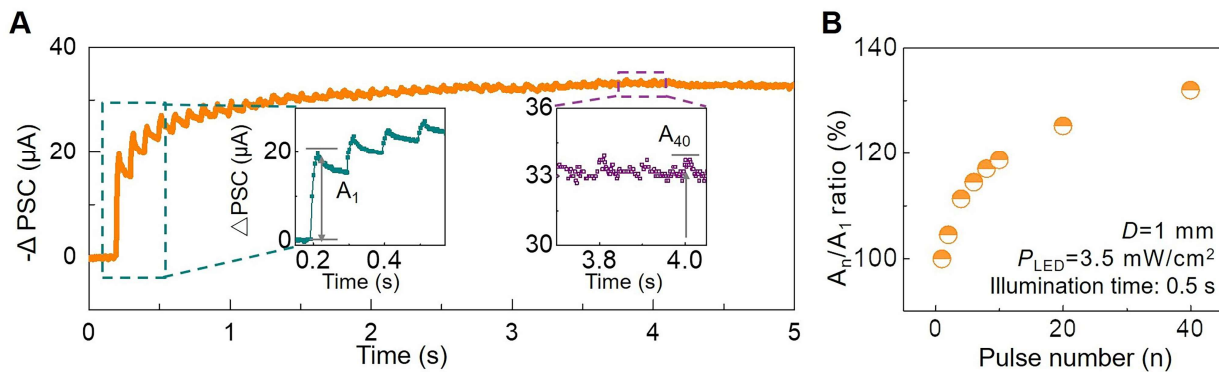 A
-Δ PSC (μA)
40
20
0
0
1
2
3
4
5
Time (s)
△ PSC (μA)
20
0
0.2
0.4
Time (s)
A1
36
33
30
3.8
4.0
Time (s)
A40
B
An/A1 ratio (%)
140
120
100
0
20
40
Pulse number (n)
D=1 mm
PLED=3.5 mW/cm²
Illumination time: 0.5 s